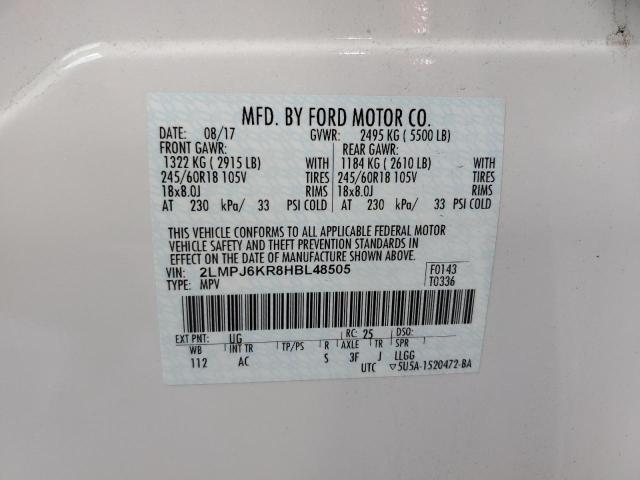 MFD. BY FORD MOTOR CO.
DATE: 08/17 GVWR: 2495 KG ( 5500 LB)
FRONT GAWR: REAR GAWR:
1322 KG ( 2915 LB) WITH 1184 KG ( 2610 LB) WITH
245/60R18 105V TIRES 245/60R18 105V TIRES
18x8.0J RIMS 18x8.0J RIMS
AT 230 kPa/ 33 PSI COLD AT 230 kPa/ 33 PSI COLD
THIS VEHICLE CONFORMS TO ALL APPLICABLE FEDERAL MOTOR
VEHICLE SAFETY AND THEFT PREVENTION STANDARDS IN
EFFECT ON THE DATE OF MANUFACTURE SHOWN ABOVE.
VIN: 2LMPJ6KR8HBL48505 F0143
TYPE: MPV T0336
EXT PNT: UG RC: 25 DSO:
WB INT TR TP/PS R AXLE TR SPR
112 AC S 3F J LLGG
UTC ▽5U5A-1520472-BA